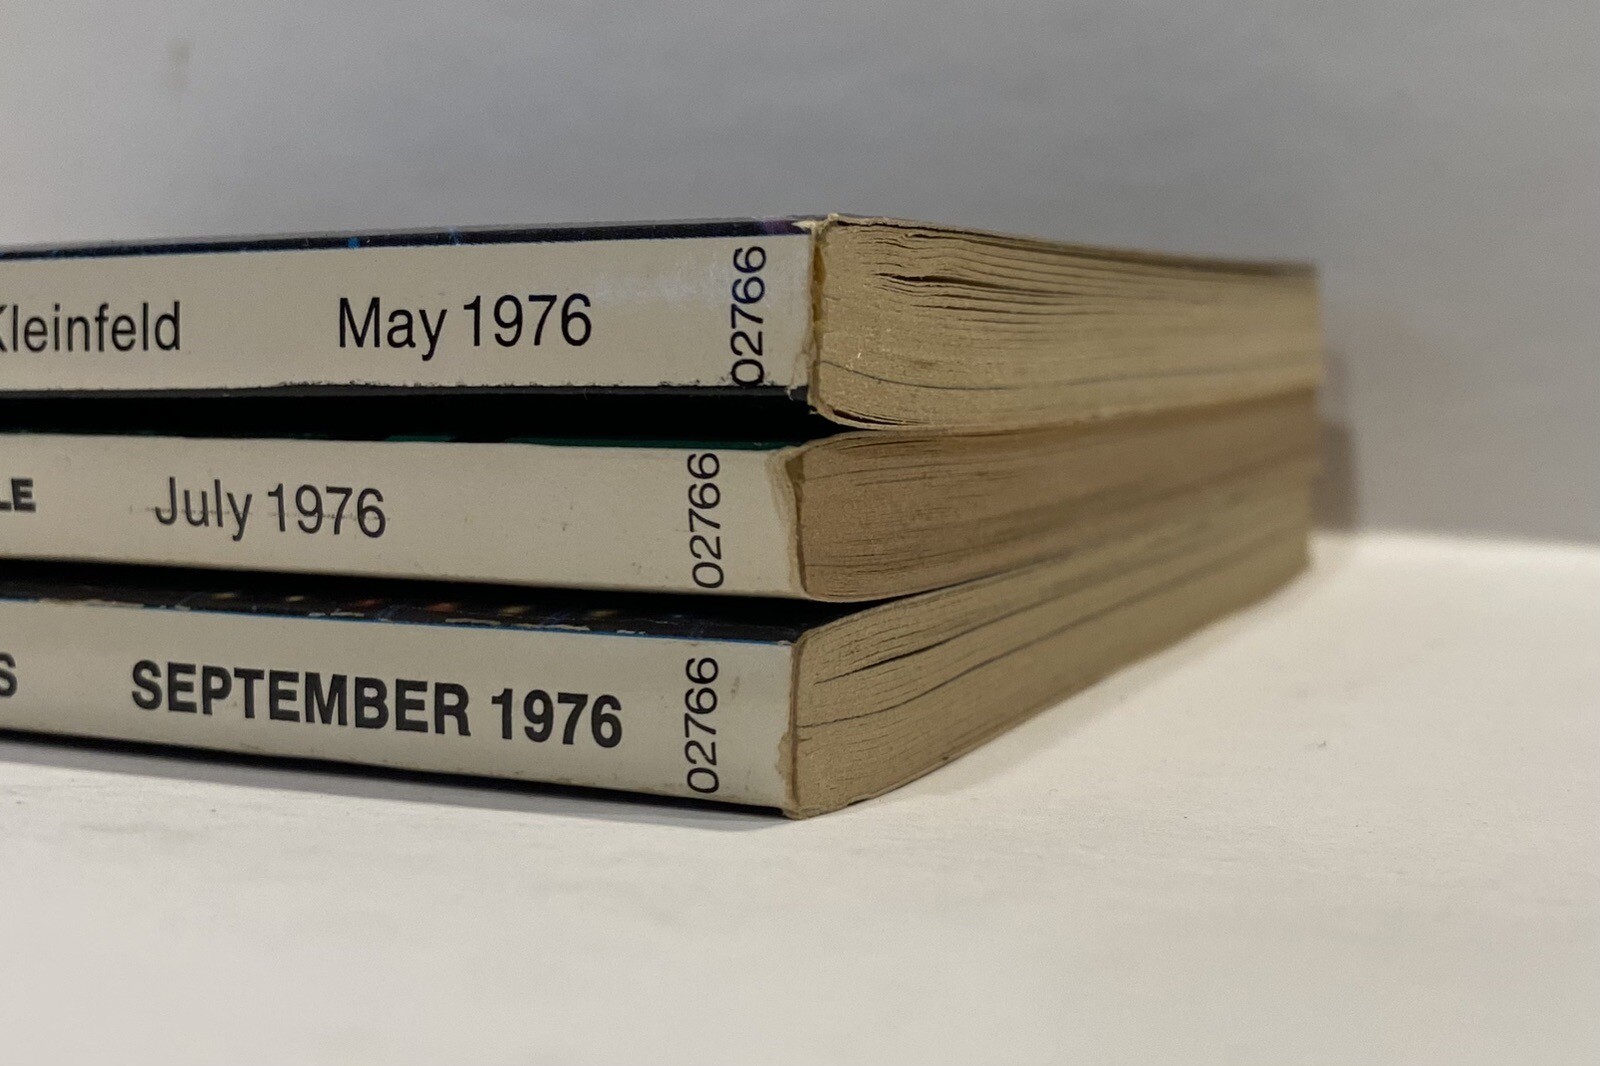 Kleinfeld May 1976 02766
LE July 1976 02766
S SEPTEMBER 1976 02766